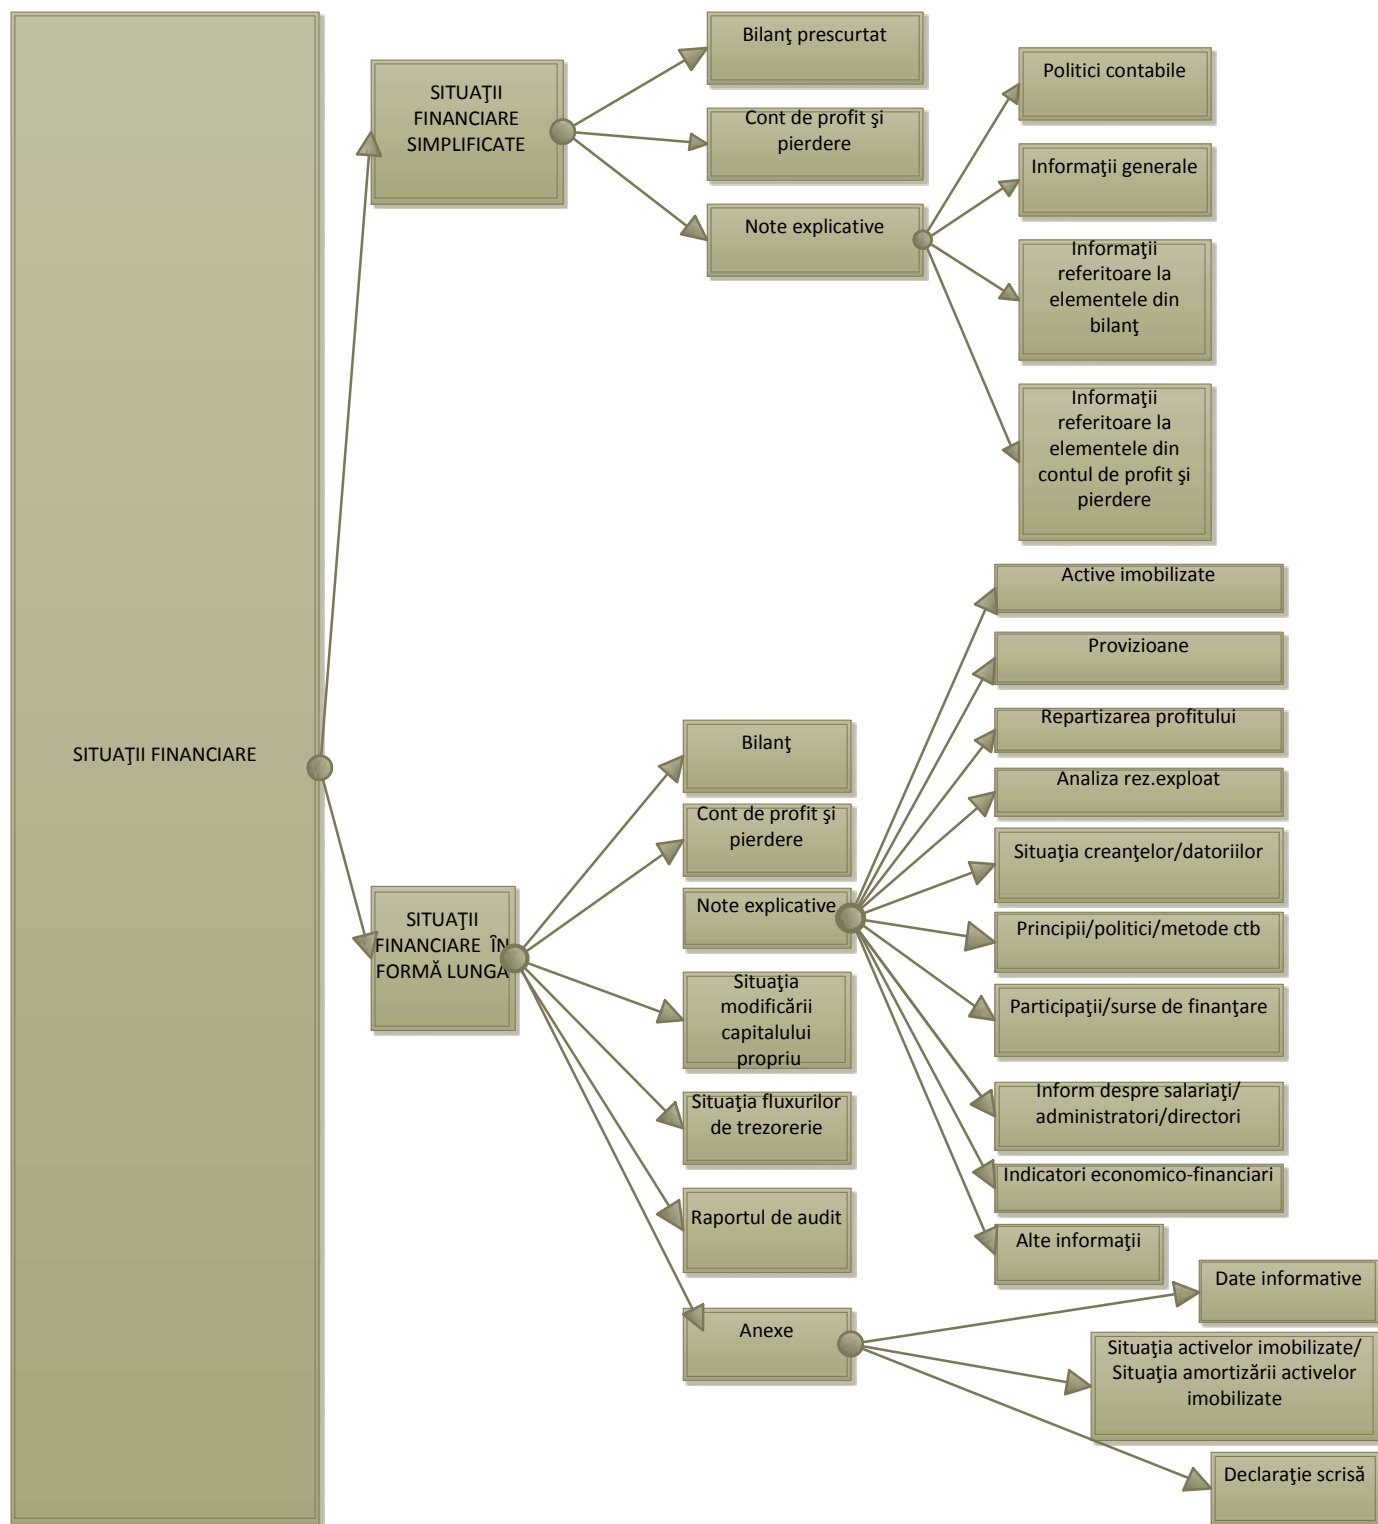 SITUAŢII FINANCIARE
SITUAŢII
FINANCIARE
SIMPLIFICATE
Bilanţ prescurtat
Cont de profit şi
pierdere
Note explicative
Politici contabile
Informaţii generale
Informaţii
referitoare la
elementele din
bilanţ
Informaţii
referitoare la
elementele din
contul de profit şi
pierdere
SITUAŢII
FINANCIARE ÎN
FORMĂ LUNGĂ
Bilanţ
Cont de profit şi
pierdere
Note explicative
Situaţia
modificării
capitalului
propriu
Situaţia fluxurilor
de trezorerie
Raportul de audit
Anexe
Active imobilizate
Provizioane
Repartizarea profitului
Analiza rez.exploat
Situaţia creanţelor/datoriilor
Principii/politici/metode ctb
Participaţii/surse de finanţare
Inform despre salariaţi/
administratori/directori
Indicatori economico-financiari
Alte informaţii
Date informative
Situaţia activelor imobilizate/
Situaţia amortizării activelor
imobilizate
Declaraţie scrisă